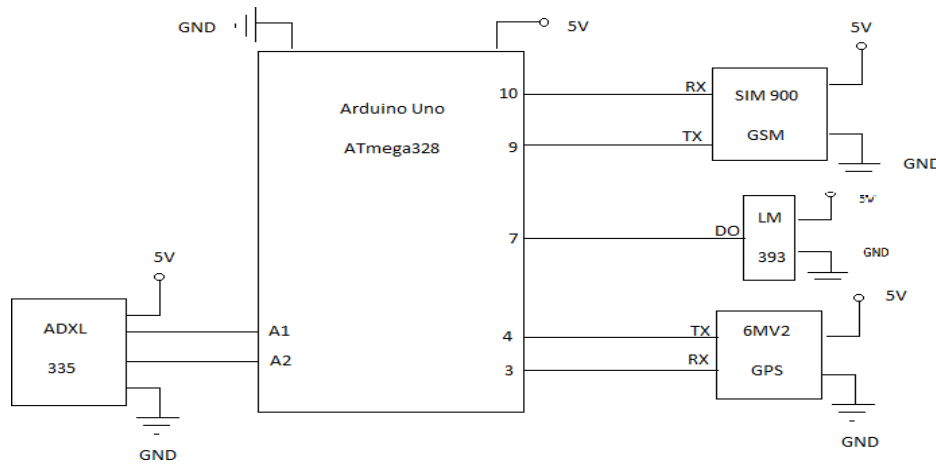 GND
5V
Arduino Uno
ATmega328
10
9
7
4
3
A1
A2
RX
TX
SIM 900
GSM
5V
GND
DO
LM
393
5V
GND
TX
RX
6MV2
GPS
5V
GND
5V
ADXL
335
GND